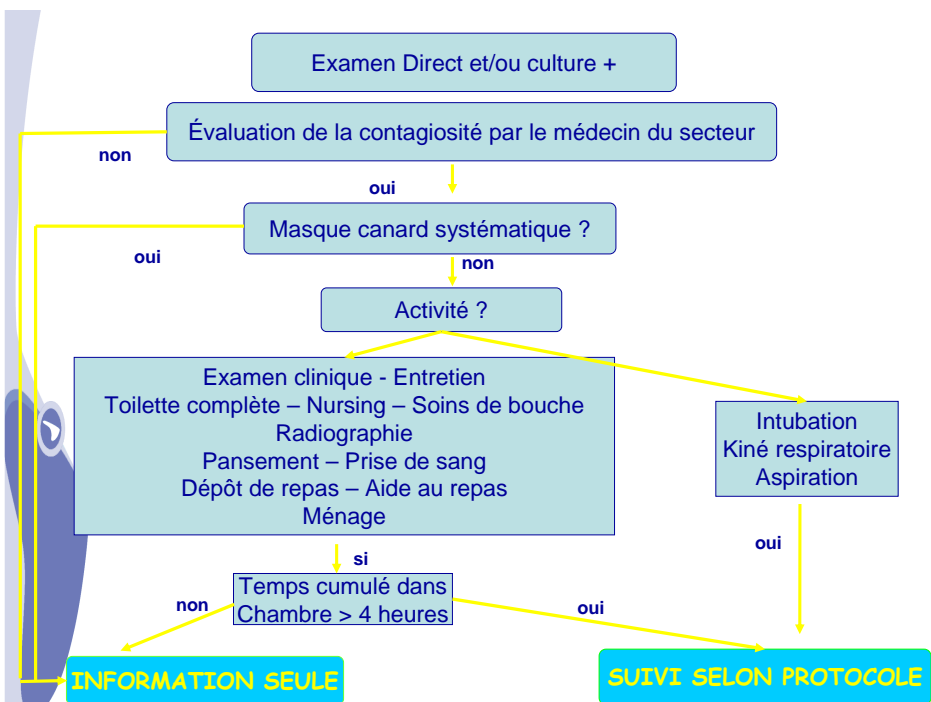 Examen Direct et/ou culture +
Évaluation de la contagiosité par le médecin du secteur
non
oui
Masque canard systématique ?
oui
non
Activité ?
Examen clinique - Entretien
Toilette complète – Nursing – Soins de bouche
Radiographie
Pansement – Prise de sang
Dépôt de repas – Aide au repas
Ménage
Intubation
Kiné respiratoire
Aspiration
oui
si
Temps cumulé dans
Chambre > 4 heures
non
oui
INFORMATION SEULE
SUIVI SELON PROTOCOLE